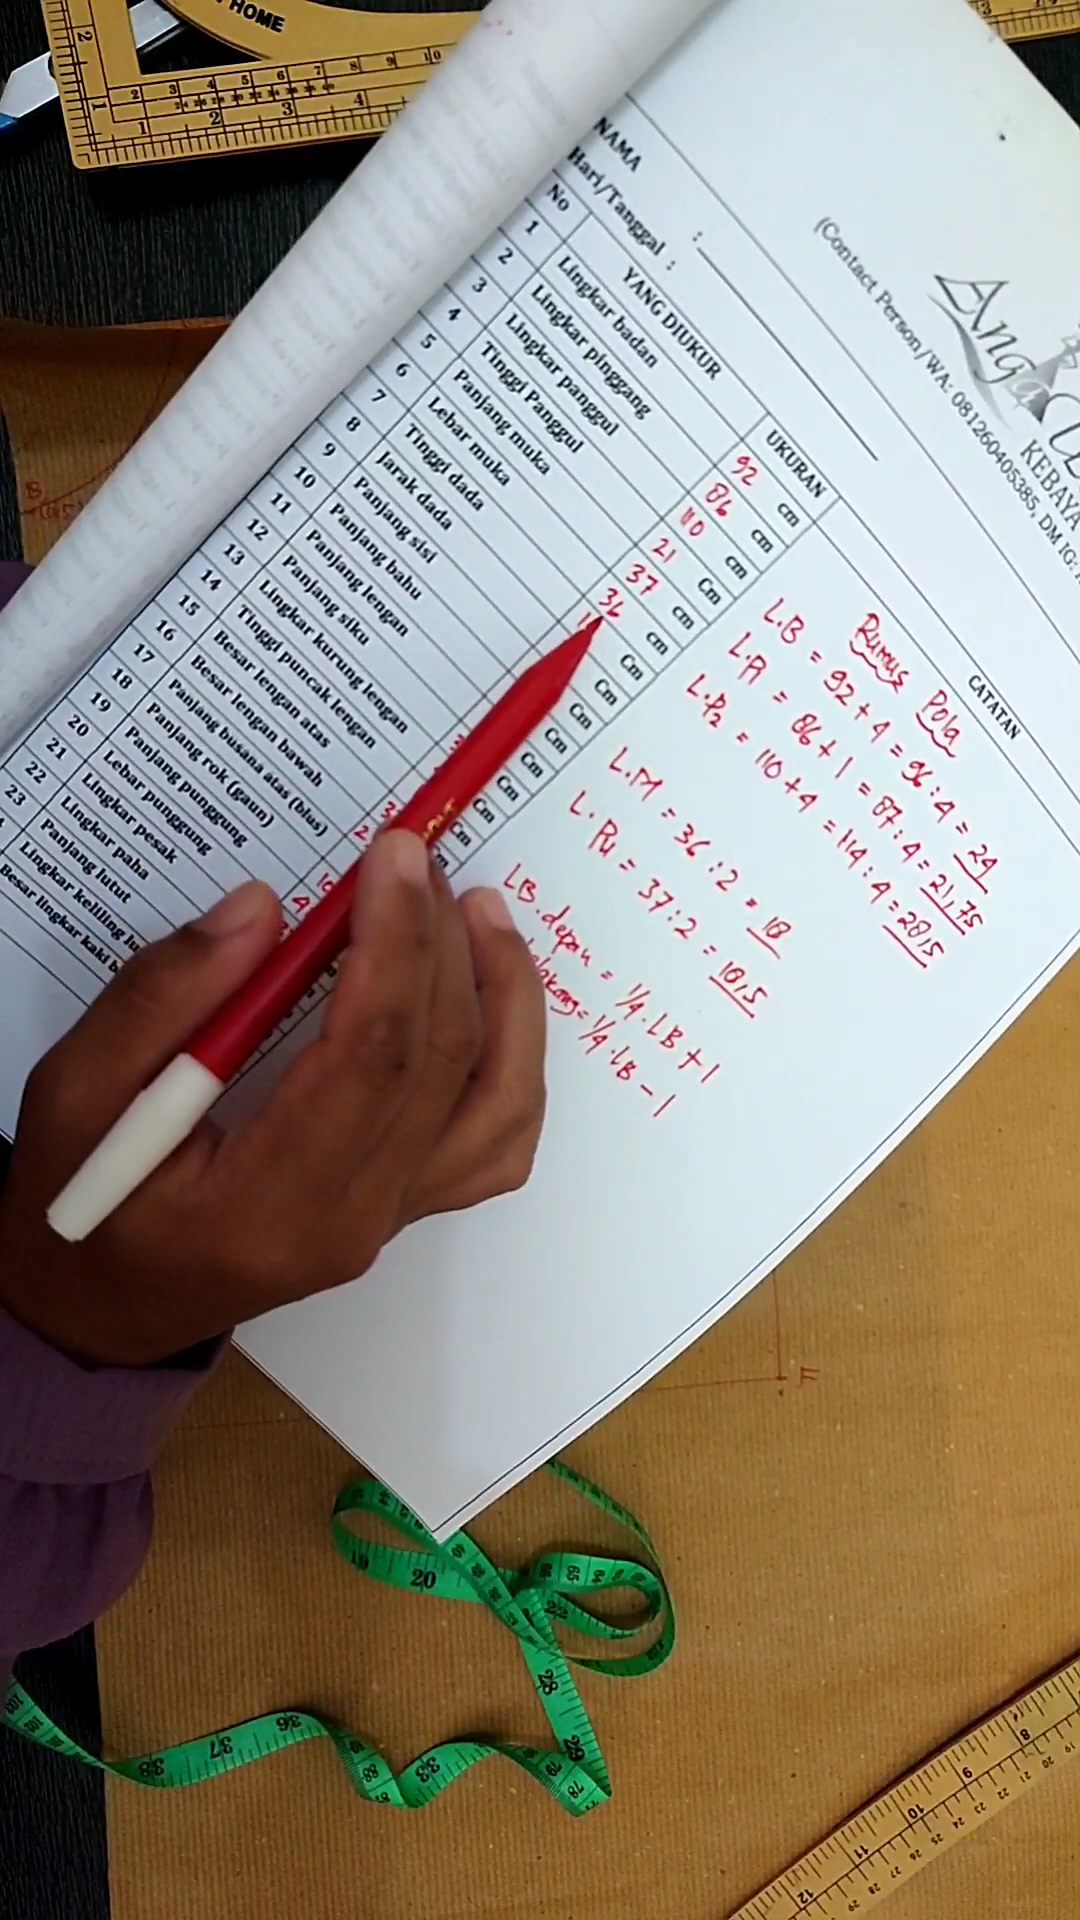 HOME
Anga
KEBAYA
(Contact Person/WA: 081260405385, DM IG:
NAMA :
Hari/Tanggal :
No YANG DIUKUR UKURAN CATATAN
1 Lingkar badan 92 cm
2 Lingkar pinggang 86 cm
3 Lingkar panggul 110 cm
4 Tinggi Panggul 21 Cm
5 Panjang muka 37 cm
6 Lebar muka 36 cm
7 Tinggi dada Cm
8 Jarak dada Cm
9 Panjang sisi Cm
10 Panjang bahu Cm
11 Panjang lengan Cm
12 Panjang siku Cm
13 Lingkar kurung lengan Cm
14 Tinggi puncak lengan Cm
15 Besar lengan atas
16 Besar lengan bawah
17 Panjang busana atas (blus)
18 Panjang rok (gaun)
19 Panjang punggung
20 Lebar punggung
21 Lingkar pesak
22 Lingkar paha
23 Panjang lutut
Lingkar keliling
Besar lingkar kaki
Rumus Pola
L.B = 92 + 4 = 96 : 4 = 24
L.Pi = 86 + 1 = 87 : 4 = 21,75
L.P2 = 110 + 4 = 114 : 4 = 28,5
L.M = 36 : 2 = 18
L.Pu = 37 : 2 = 18,5
LB.depan = 1/4 . LB + 1
= 1/4 . LB - 1
F
B